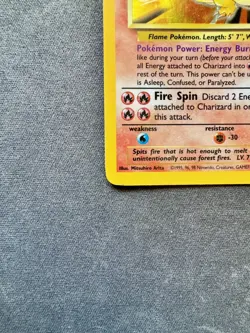 Flame Pokémon. Length: 5' 7", W
Pokémon Power: Energy Bur
like during your turn (before your attack
all Energy attached to Charizard into
rest of the turn. This power can't be u
is Asleep, Confused, or Paralyzed.
Fire Spin Discard 2 Ene
attached to Charizard in or
this attack.
weakness resistance
-30
Spits fire that is hot enough to melt
unintentionally cause forest fires. LV. 7
Illus. Mitsuhiro Arita ©1995, 96, 98 Nintendo, Creatures, GAMEF